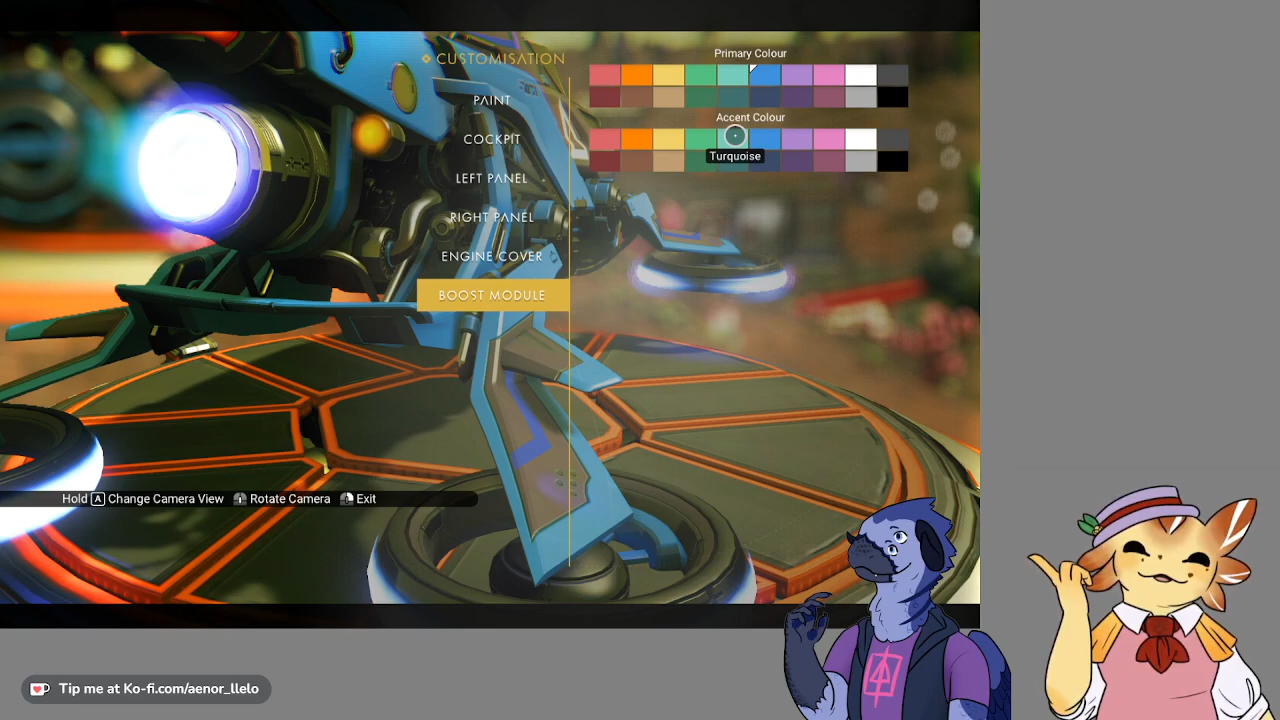 CUSTOMISATION
PAINT
COCKPIT
LEFT PANEL
RIGHT PANEL
ENGINE COVER
BOOST MODULE
Primary Colour
Accent Colour
Turquoise
Hold A Change Camera View Rotate Camera Exit
Tip me at Ko-fi.com/aenor_llelo